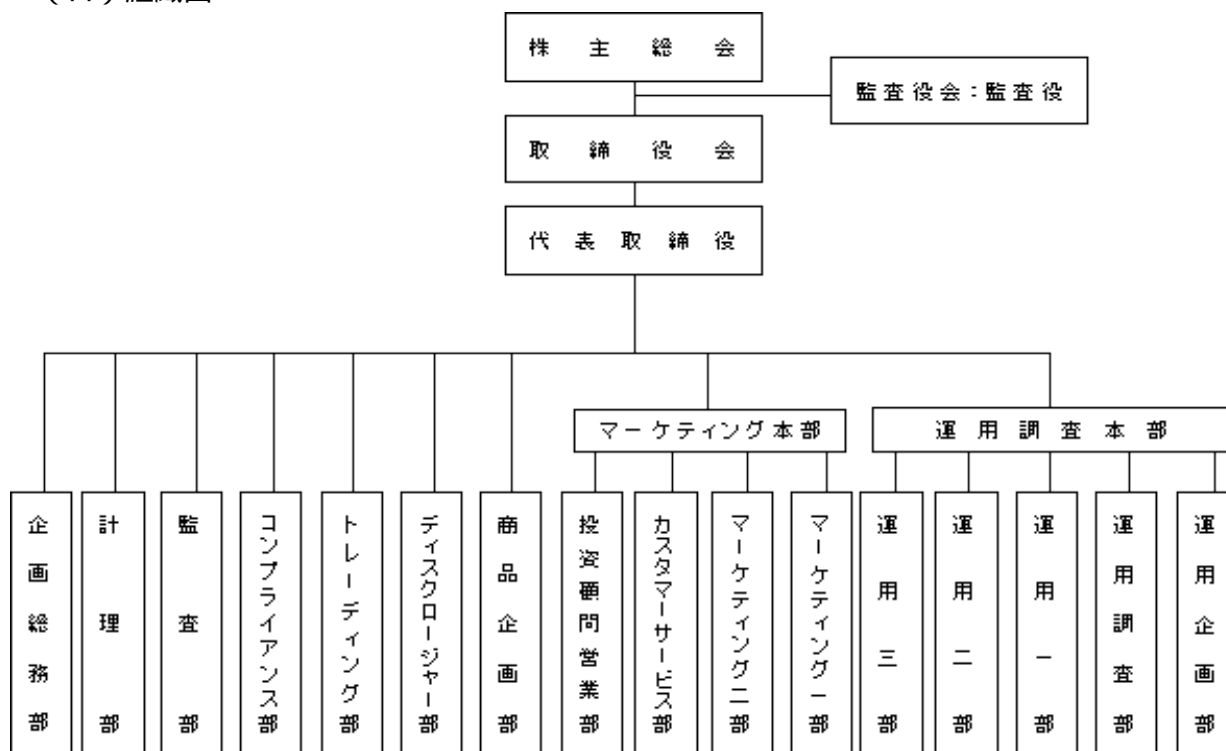 株主総会
監査役会：監査役
取締役会
代表取締役
マーケティング本部
運用調査本部
企画総務部
計理部
監査部
コンプライアンス部
トレーディング部
ディスクロージャー部
商品企画部
投資顧問営業部
カスタマーサービス部
マーケティング二部
マーケティング一部
運用三部
運用二部
運用一部
運用調査部
運用企画部